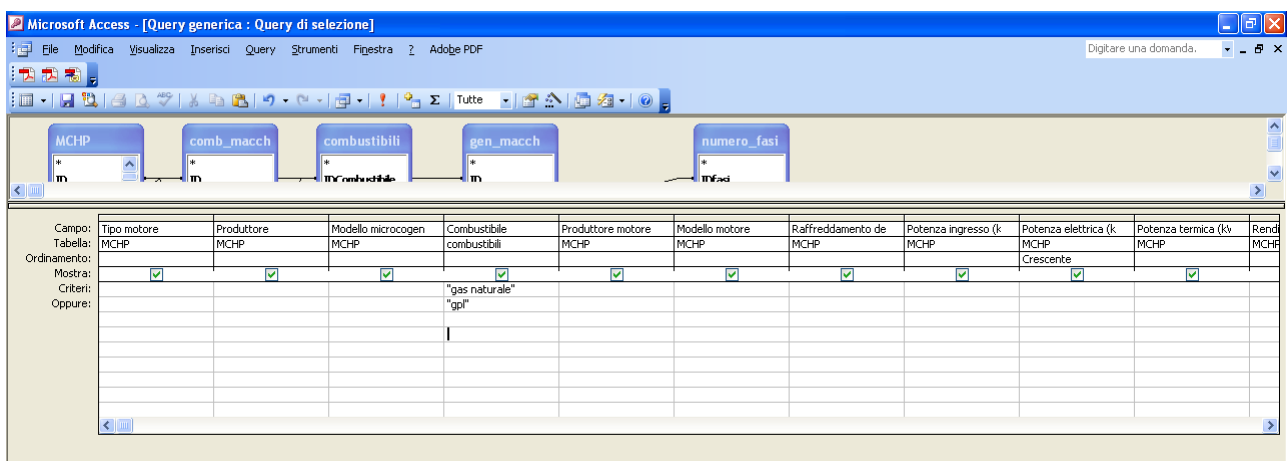 Microsoft Access - [Query generica : Query di selezione]
File Modifica Visualizza Inserisci Query Strumenti Finestra ? Adobe PDF Digitare una domanda.
Tutte
MCHP comb_macch combustibili gen_macch numero_fasi
* * * * *
ID ID IDCombustibile ID IDfasi
Campo: Tipo motore Produttore Modello microcogen Combustibile Produttore motore Modello motore Raffreddamento de Potenza ingresso (k Potenza elettrica (k Potenza termica (kV Rendi
Tabella: MCHP MCHP MCHP combustibili MCHP MCHP MCHP MCHP MCHP MCHP MCHP
Ordinamento: Crescente
Mostra:
Criteri: "gas naturale"
Oppure: "gpl"